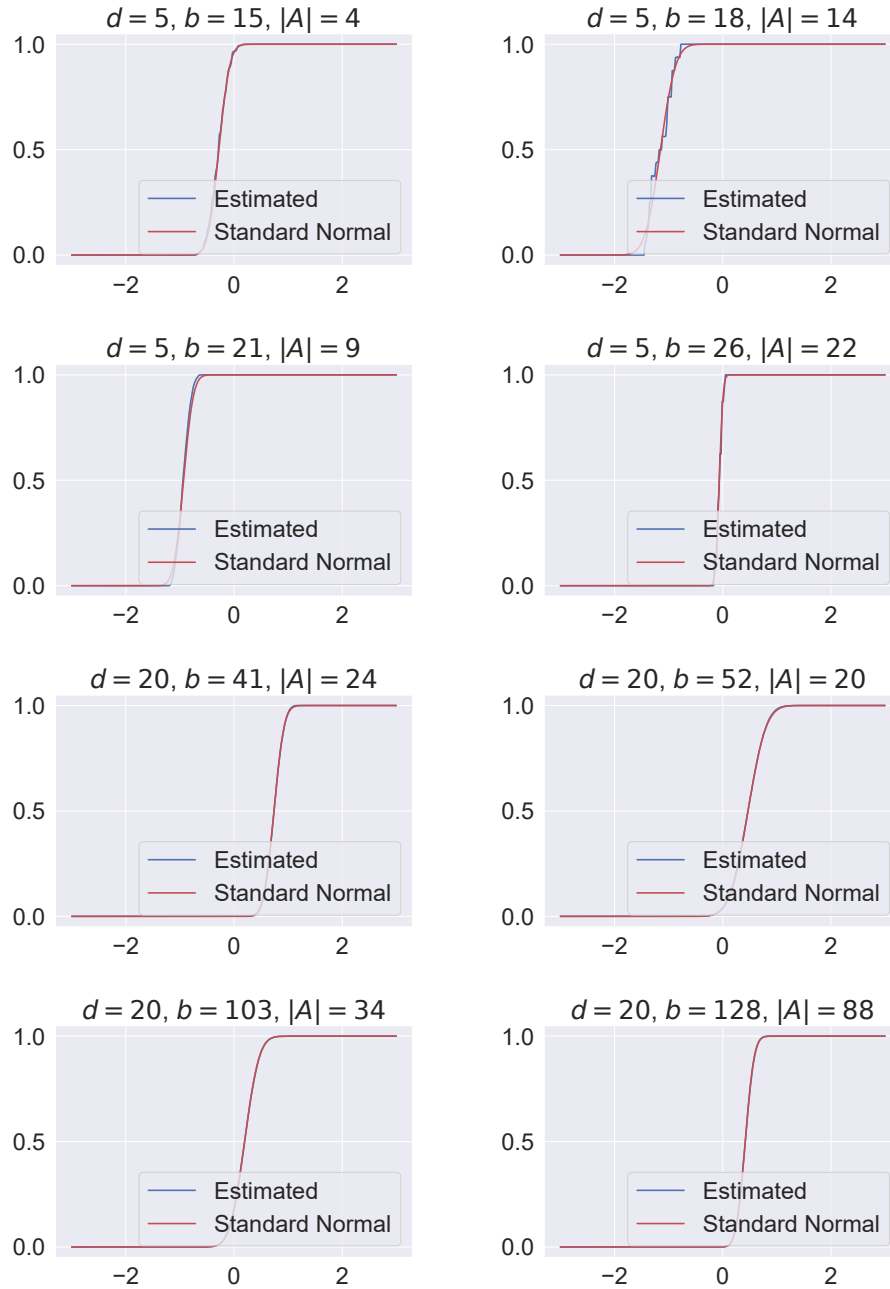 d = 5, b = 15, |A| = 4
1.0
0.5
0.0
Estimated
Standard Normal
−2 0 2
d = 5, b = 18, |A| = 14
1.0
0.5
0.0
Estimated
Standard Normal
−2 0 2
d = 5, b = 21, |A| = 9
1.0
0.5
0.0
Estimated
Standard Normal
−2 0 2
d = 5, b = 26, |A| = 22
1.0
0.5
0.0
Estimated
Standard Normal
−2 0 2
d = 20, b = 41, |A| = 24
1.0
0.5
0.0
Estimated
Standard Normal
−2 0 2
d = 20, b = 52, |A| = 20
1.0
0.5
0.0
Estimated
Standard Normal
−2 0 2
d = 20, b = 103, |A| = 34
1.0
0.5
0.0
Estimated
Standard Normal
−2 0 2
d = 20, b = 128, |A| = 88
1.0
0.5
0.0
Estimated
Standard Normal
−2 0 2